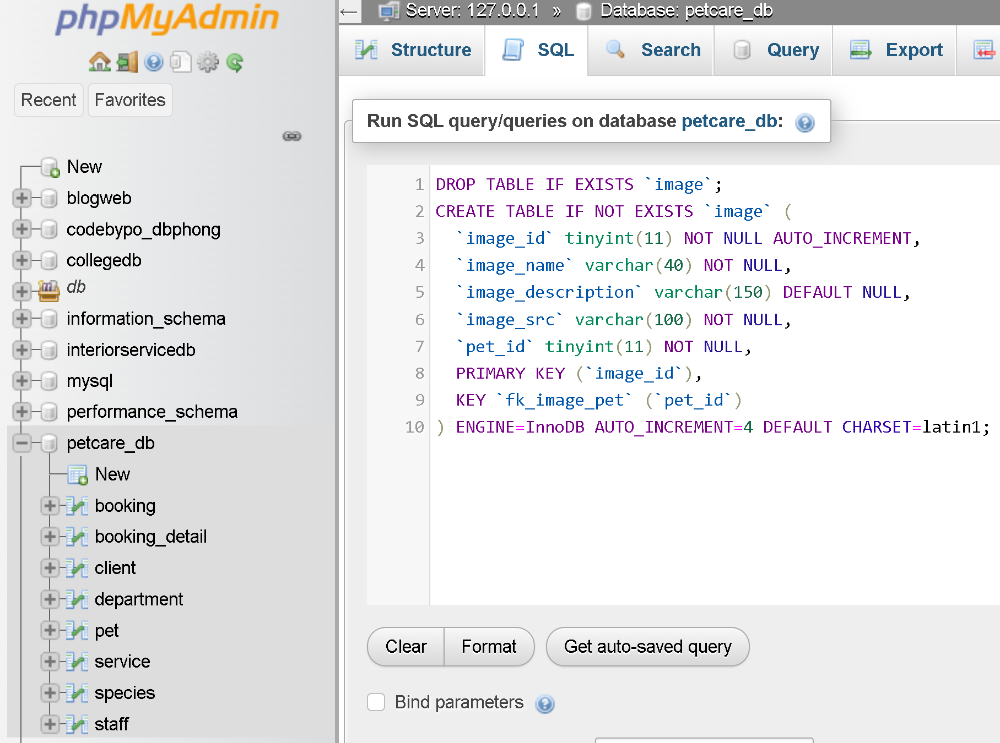 phpMyAdmin
Recent
Favorites
New
blogweb
codebypo_dbphong
collegedb
db
information_schema
interiorservicedb
mysql
performance_schema
petcare_db
New
booking
booking_detail
client
department
pet
service
species
staff
Server: 127.0.0.1 » Database: petcare_db
Structure
SQL
Search
Query
Export
Run SQL query/queries on database petcare_db:
1 DROP TABLE IF EXISTS `image`;
2 CREATE TABLE IF NOT EXISTS `image` (
3 `image_id` tinyint(11) NOT NULL AUTO_INCREMENT,
4 `image_name` varchar(40) NOT NULL,
5 `image_description` varchar(150) DEFAULT NULL,
6 `image_src` varchar(100) NOT NULL,
7 `pet_id` tinyint(11) NOT NULL,
8 PRIMARY KEY (`image_id`),
9 KEY `fk_image_pet` (`pet_id`)
10 ) ENGINE=InnoDB AUTO_INCREMENT=4 DEFAULT CHARSET=latin1;
Clear
Format
Get auto-saved query
Bind parameters